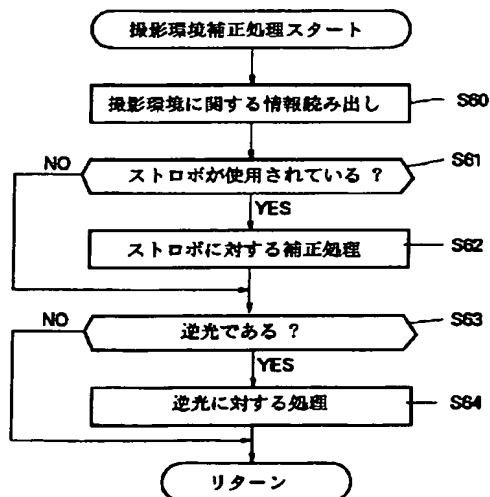 撮影環境補正処理スタート
撮影環境に関する情報読み出し
S60
NO
ストロボが使用されている ?
S61
YES
ストロボに対する補正処理
S62
NO
逆光である ?
S63
YES
逆光に対する処理
S64
リターン